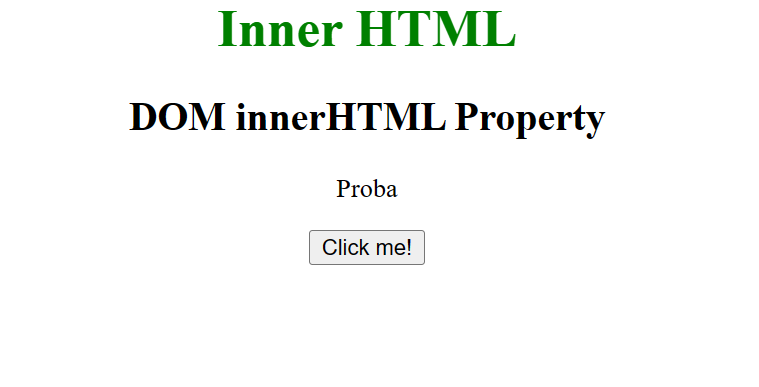 Inner HTML
DOM innerHTML Property
Proba
Click me!